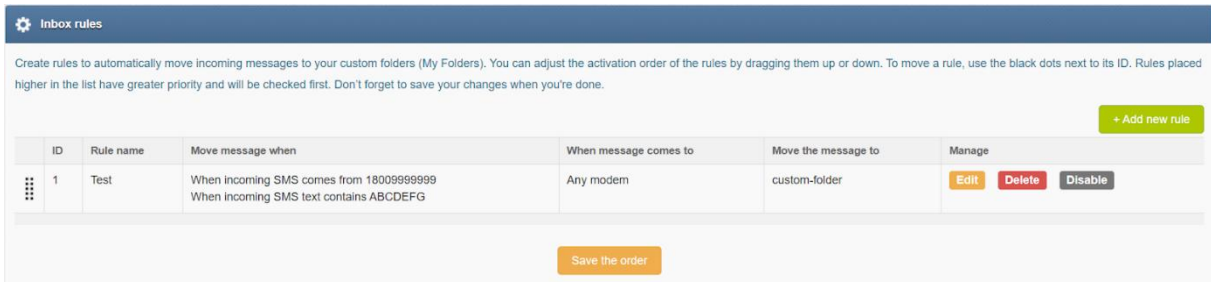 Inbox rules
Create rules to automatically move incoming messages to your custom folders (My Folders). You can adjust the activation order of the rules by dragging them up or down. To move a rule, use the black dots next to its ID. Rules placed
higher in the list have greater priority and will be checked first. Don't forget to save your changes when you're done.
+ Add new rule
ID Rule name Move message when When message comes to Move the message to Manage
1 Test When incoming SMS comes from 18009999999 Any modem custom-folder Edit Delete Disable
When incoming SMS text contains ABCDEFG
Save the order